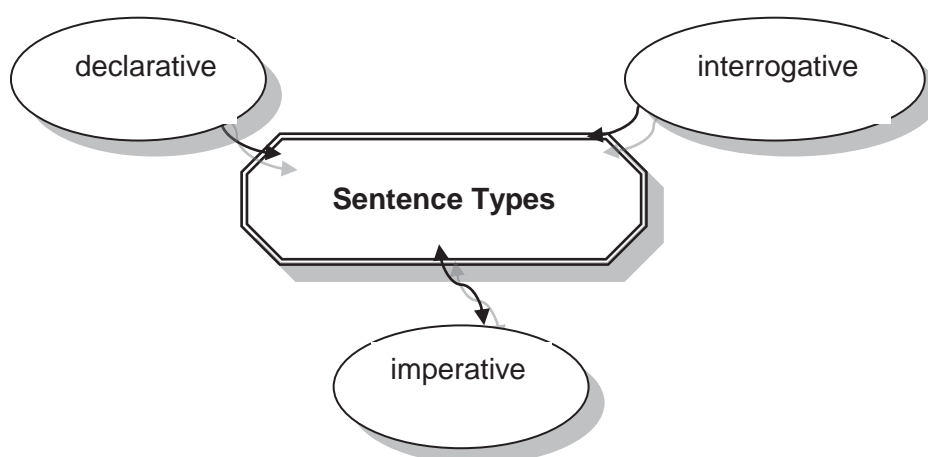 declarative
interrogative
Sentence Types
imperative